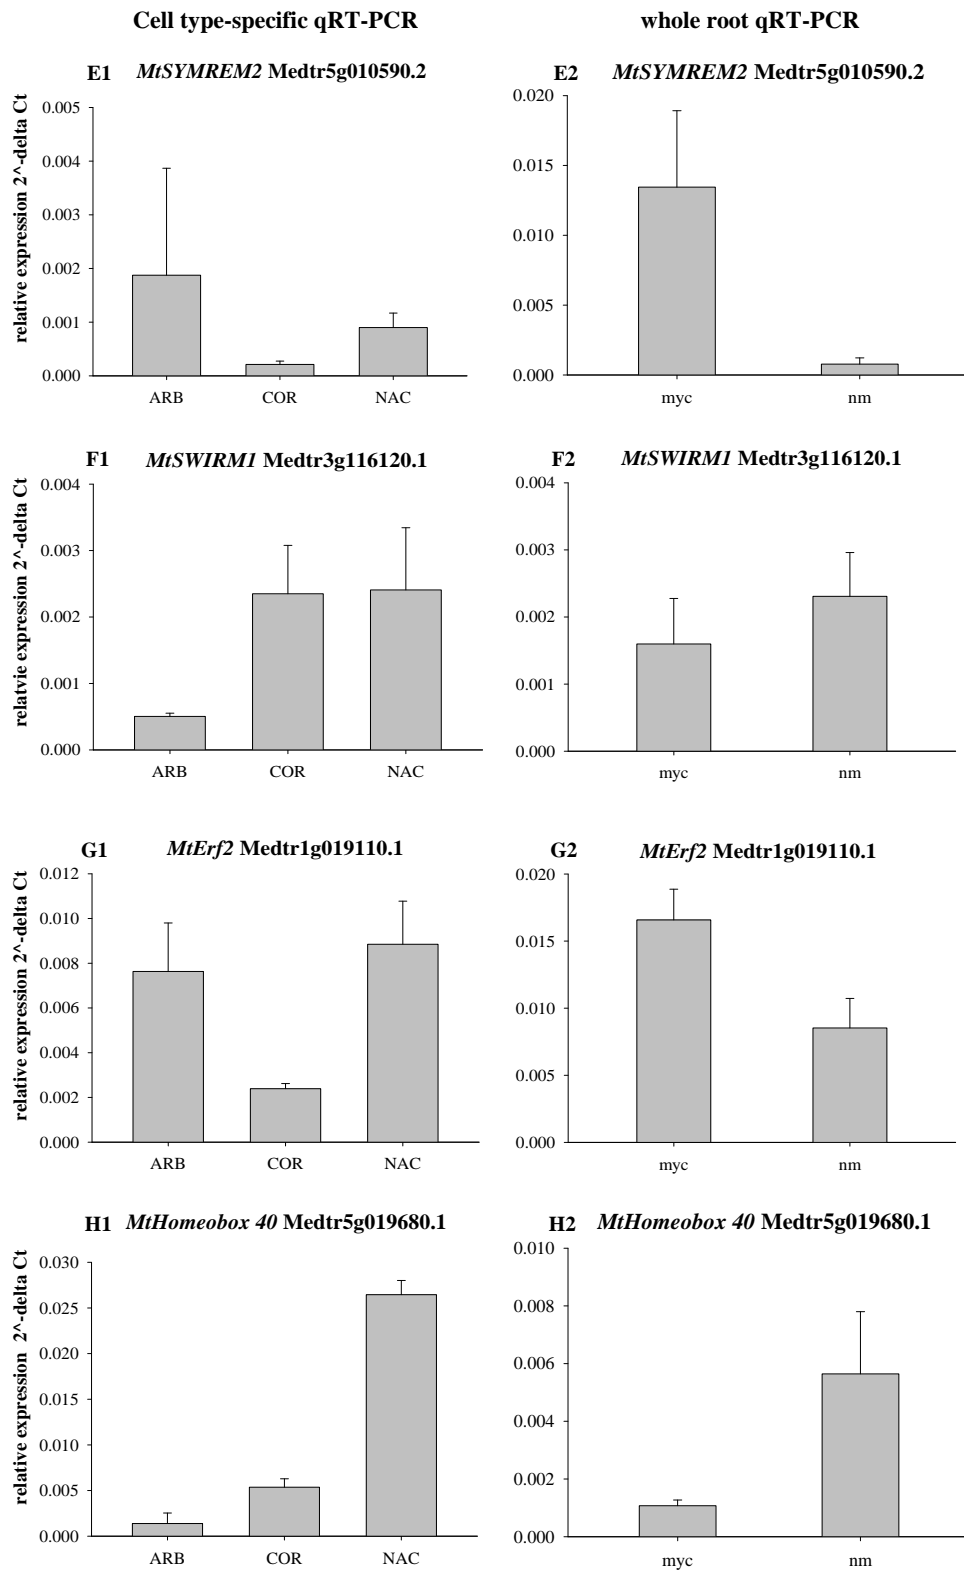 Cell type-specific qRT-PCR
whole root qRT-PCR
E1 MtSYMREM2 Medtr5g010590.2
relative expression 2^-delta Ct
0.005
0.004
0.003
0.002
0.001
0.000
ARB COR NAC
E2 MtSYMREM2 Medtr5g010590.2
0.020
0.015
0.010
0.005
0.000
myc nm
F1 MtSWIRM1 Medtr3g116120.1
relatvie expression 2^-delta Ct
0.004
0.003
0.002
0.001
0.000
ARB COR NAC
F2 MtSWIRM1 Medtr3g116120.1
0.004
0.003
0.002
0.001
0.000
myc nm
G1 MtErf2 Medtr1g019110.1
relative expression 2^-delta Ct
0.012
0.010
0.008
0.006
0.004
0.002
0.000
ARB COR NAC
G2 MtErf2 Medtr1g019110.1
0.020
0.015
0.010
0.005
0.000
myc nm
H1 MtHomeobox 40 Medtr5g019680.1
relative expression 2^-delta Ct
0.030
0.025
0.020
0.015
0.010
0.005
0.000
ARB COR NAC
H2 MtHomeobox 40 Medtr5g019680.1
0.010
0.008
0.006
0.004
0.002
0.000
myc nm